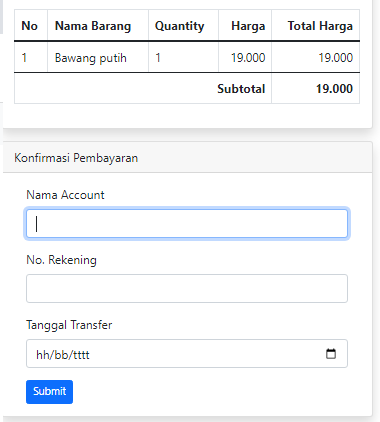 No Nama Barang Quantity Harga Total Harga
1 Bawang putih 1 19.000 19.000
Subtotal 19.000
Konfirmasi Pembayaran
Nama Account
No. Rekening
Tanggal Transfer
hh/bb/tttt
Submit